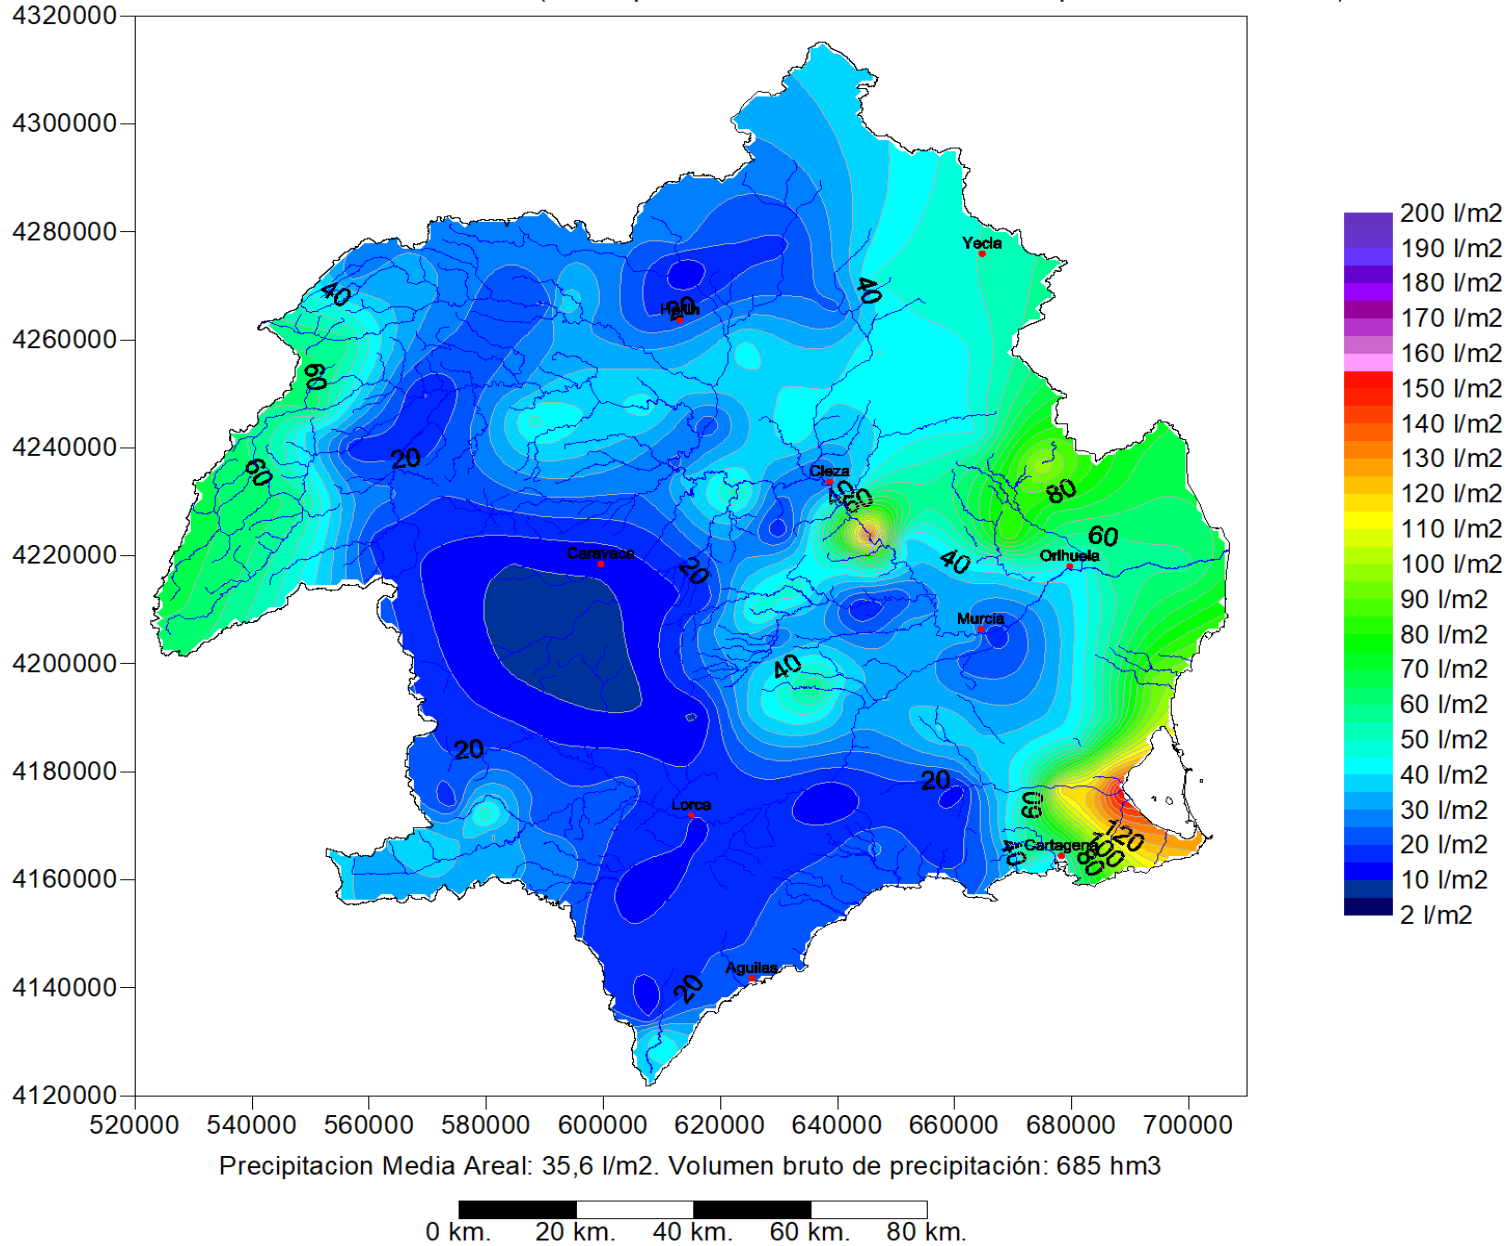 4320000
4300000
4280000
4260000
4240000
4220000
4200000
4180000
4160000
4140000
4120000
520000 540000 560000 580000 600000 620000 640000 660000 680000 700000
Yecla
40
40
20
60
Cieza
20
60
40
60
80
60
Caravaca
20
40
Orihuela
Murcia
40
20
20
Lorca
60
120
100
80
40
Cartagena
Aguilas
20
200 l/m2
190 l/m2
180 l/m2
170 l/m2
160 l/m2
150 l/m2
140 l/m2
130 l/m2
120 l/m2
110 l/m2
100 l/m2
90 l/m2
80 l/m2
70 l/m2
60 l/m2
50 l/m2
40 l/m2
30 l/m2
20 l/m2
10 l/m2
2 l/m2
Precipitacion Media Areal: 35,6 l/m2. Volumen bruto de precipitación: 685 hm3
0 km. 20 km. 40 km. 60 km. 80 km.